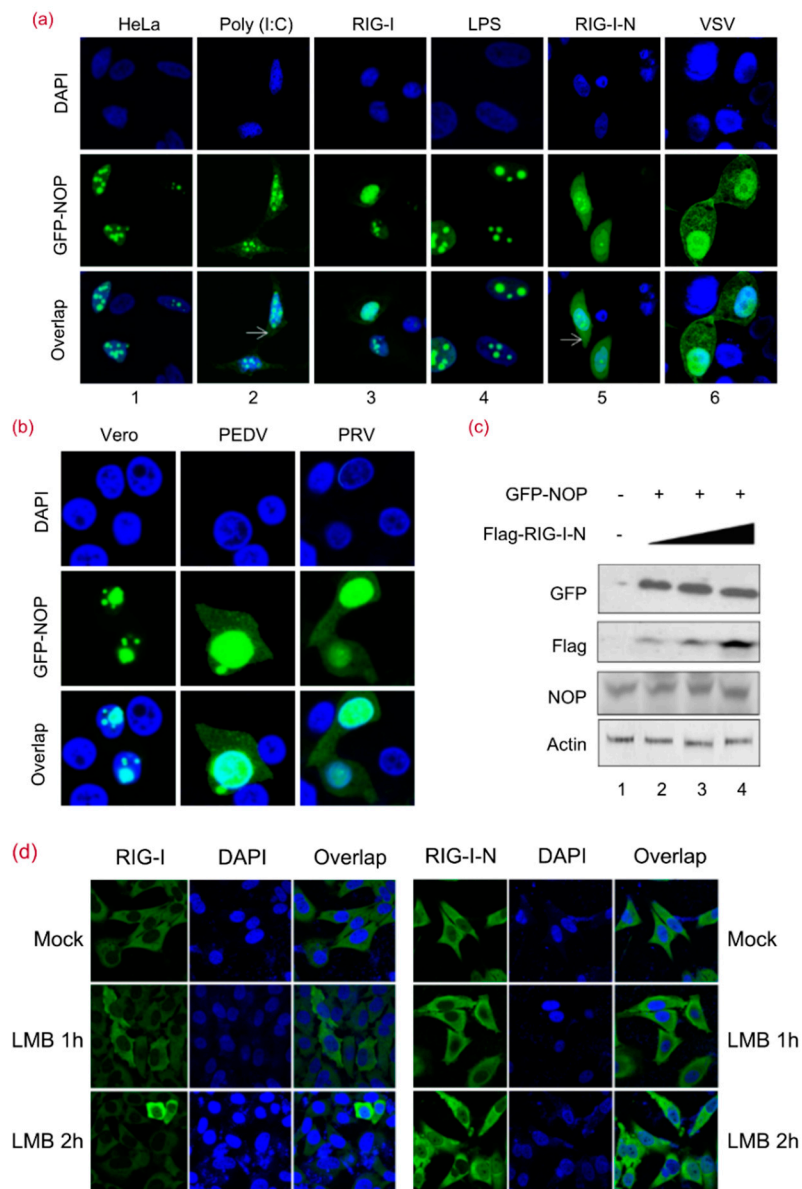 (a)
HeLa Poly (I:C) RIG-I LPS RIG-I-N VSV
DAPI
GFP-NOP
Overlap
1 2 3 4 5 6
(b)
Vero PEDV PRV
DAPI
GFP-NOP
Overlap
(c)
GFP-NOP - + + +
Flag-RIG-I-N -
GFP
Flag
NOP
Actin
1 2 3 4
(d)
RIG-I DAPI Overlap RIG-I-N DAPI Overlap
Mock Mock
LMB 1h LMB 1h
LMB 2h LMB 2h